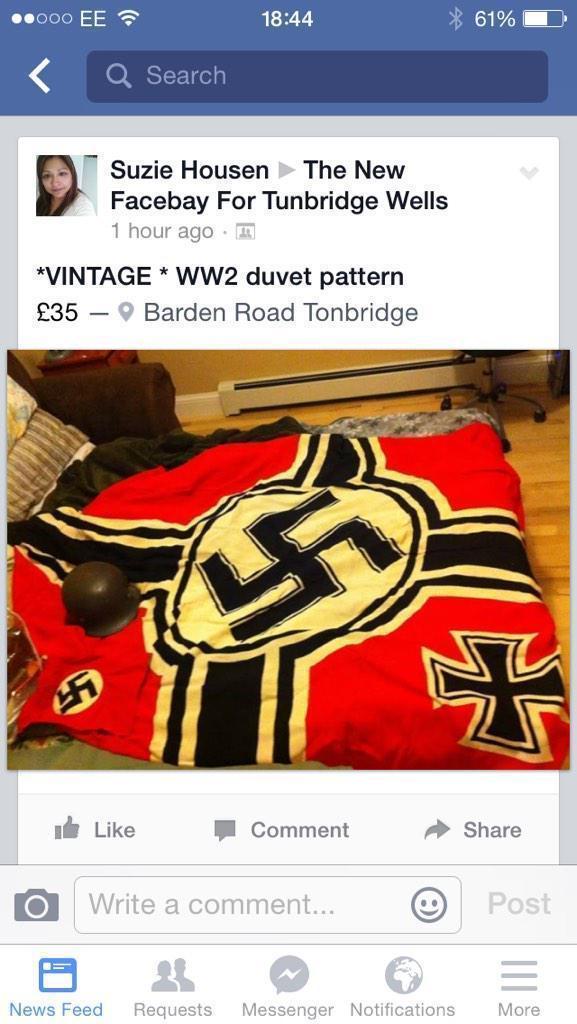 EE 18:44 61%
Search
Suzie Housen ▶ The New
Facebay For Tunbridge Wells
1 hour ago ·
*VINTAGE * WW2 duvet pattern
£35 — Barden Road Tonbridge
Like Comment Share
Write a comment... Post
News Feed Requests Messenger Notifications More